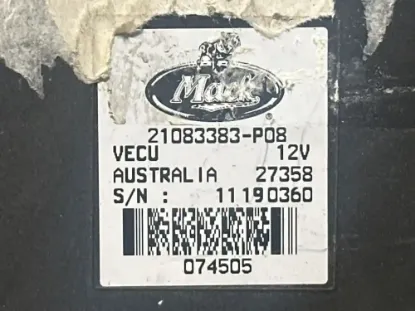 Mack
®
21083383-P08
VECU 12V
AUSTRALIA 27358
S/N : 11190360
074505